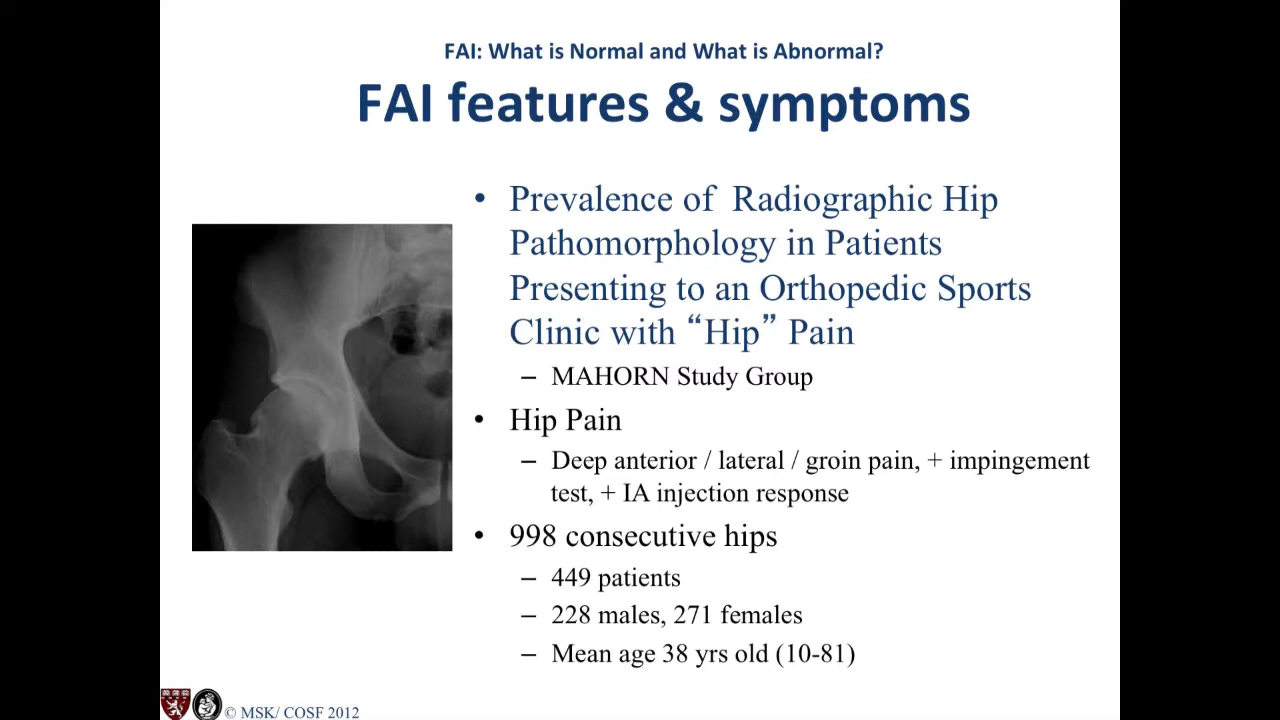 FAI: What is Normal and What is Abnormal?
FAI features & symptoms
• Prevalence of Radiographic Hip
Pathomorphology in Patients
Presenting to an Orthopedic Sports
Clinic with “Hip” Pain
– MAHORN Study Group
• Hip Pain
– Deep anterior / lateral / groin pain, + impingement
test, + IA injection response
• 998 consecutive hips
– 449 patients
– 228 males, 271 females
– Mean age 38 yrs old (10-81)
© MSK/ COSF 2012